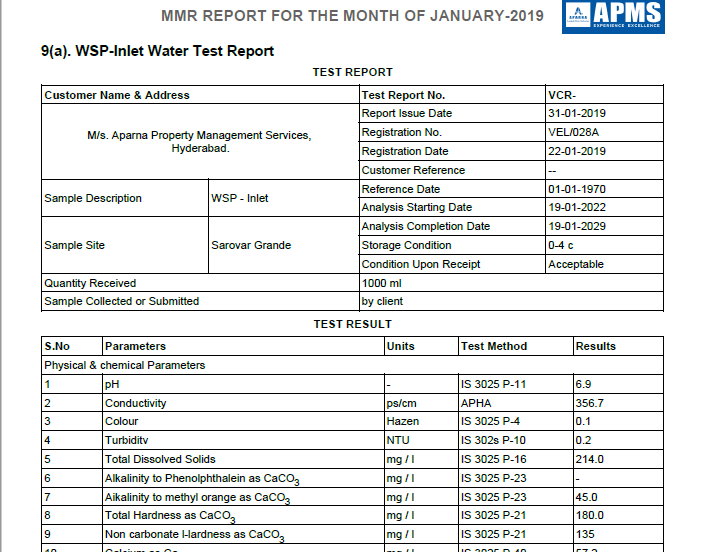 MMR REPORT FOR THE MONTH OF JANUARY-2019
APARNA
APMS
EXPERIENCE EXCELLENCE
9(a). WSP-Inlet Water Test Report
TEST REPORT
Customer Name & Address Test Report No. VCR-
M/s. Aparna Property Management Services,
Hyderabad.
Report Issue Date 31-01-2019
Registration No. VEL/028A
Registration Date 22-01-2019
Customer Reference --
Sample Description WSP - Inlet
Reference Date 01-01-1970
Analysis Starting Date 19-01-2022
Sample Site Sarovar Grande
Analysis Completion Date 19-01-2029
Storage Condition 0-4 c
Condition Upon Receipt Acceptable
Quantity Received 1000 ml
Sample Collected or Submitted by client
TEST RESULT
S.No Parameters Units Test Method Results
Physical & chemical Parameters
1 pH - IS 3025 P-11 6.9
2 Conductivity ps/cm APHA 356.7
3 Colour Hazen IS 3025 P-4 0.1
4 Turbiditv NTU IS 302s P-10 0.2
5 Total Dissolved Solids mg / l IS 3025 P-16 214.0
6 Alkalinity to Phenolphthalein as CaCO3 mg / l IS 3025 P-23 -
7 Aikalinity to methyl orange as CaCO3 mg / l IS 3025 P-23 45.0
8 Total Hardness as CaCO3 mg / l IS 3025 P-21 180.0
9 Non carbonate l-lardness as CaCO3 mg / l IS 3025 P-21 135